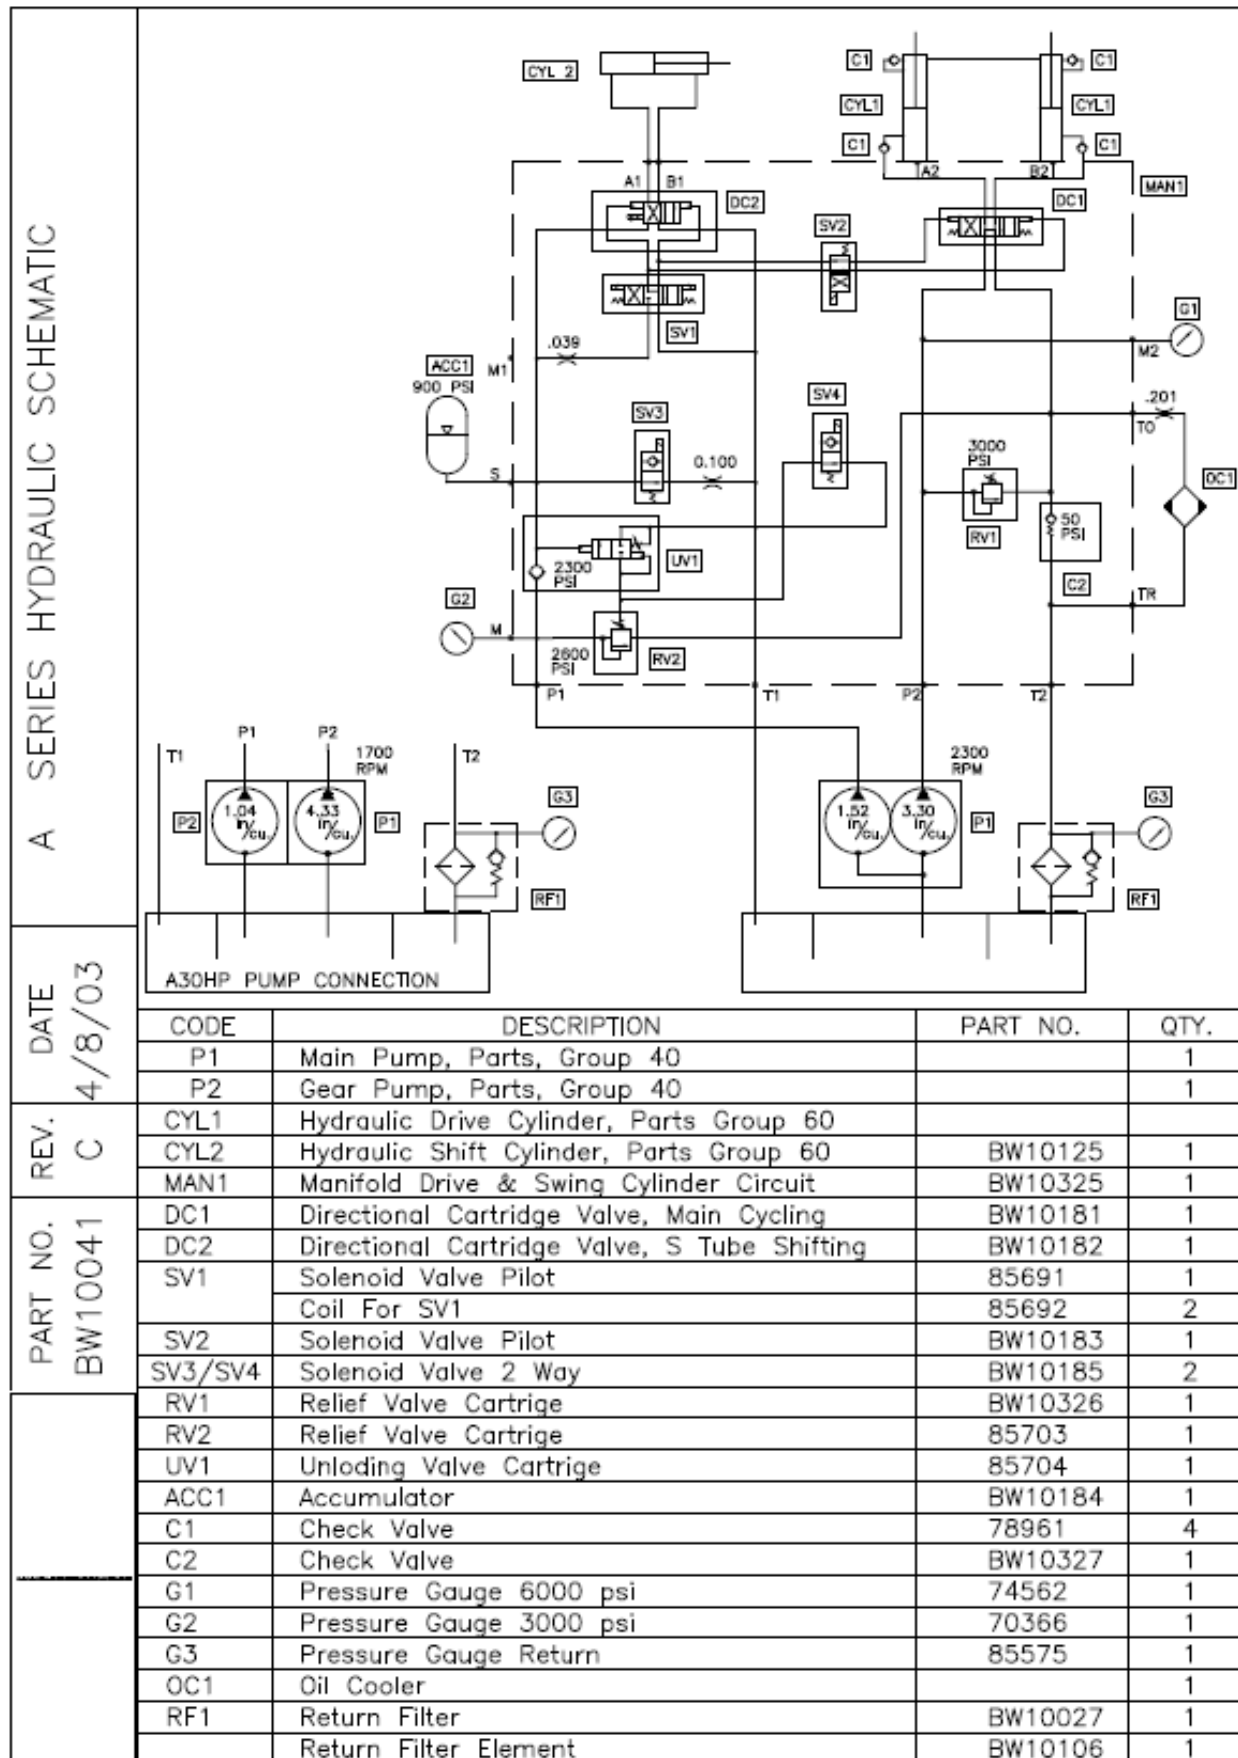 A SERIES HYDRAULIC SCHEMATIC
DATE
4/8/03
REV.
C
PART NO.
BW10041
CYL 2
C1
C1
CYL1
CYL1
C1
C1
A1
B1
A2
B2
MAN1
DC2
DC1
SV2
SV1
G1
M2
.039
ACC1
900 PSI
M1
SV3
SV4
.201
TO
S
0.100
3000
PSI
RV1
OC1
50
PSI
C2
UV1
2300
PSI
G2
M
2600
PSI
RV2
TR
P1
T1
P2
T2
T1
P1
P2
1700
RPM
T2
2300
RPM
P2
1.04
in/cu.
4.33
in/cu.
P1
G3
1.52
in/cu.
3.30
in/cu.
P1
G3
RF1
RF1
A30HP PUMP CONNECTION
CODE DESCRIPTION PART NO. QTY.
P1 Main Pump, Parts, Group 40 1
P2 Gear Pump, Parts, Group 40 1
CYL1 Hydraulic Drive Cylinder, Parts Group 60
CYL2 Hydraulic Shift Cylinder, Parts Group 60 BW10125 1
MAN1 Manifold Drive & Swing Cylinder Circuit BW10325 1
DC1 Directional Cartridge Valve, Main Cycling BW10181 1
DC2 Directional Cartridge Valve, S Tube Shifting BW10182 1
SV1 Solenoid Valve Pilot 85691 1
Coil For SV1 85692 2
SV2 Solenoid Valve Pilot BW10183 1
SV3/SV4 Solenoid Valve 2 Way BW10185 2
RV1 Relief Valve Cartrige BW10326 1
RV2 Relief Valve Cartrige 85703 1
UV1 Unloding Valve Cartrige 85704 1
ACC1 Accumulator BW10184 1
C1 Check Valve 78961 4
C2 Check Valve BW10327 1
G1 Pressure Gauge 6000 psi 74562 1
G2 Pressure Gauge 3000 psi 70366 1
G3 Pressure Gauge Return 85575 1
OC1 Oil Cooler 1
RF1 Return Filter BW10027 1
Return Filter Element BW10106 1